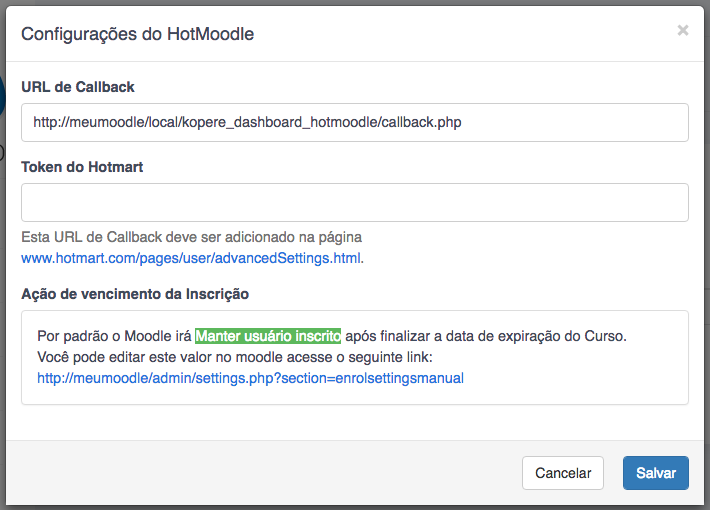 Configurações do HotMoodle
×
URL de Callback
http://meumoodle/local/kopere_dashboard_hotmoodle/callback.php
Token do Hotmart
Esta URL de Callback deve ser adicionado na página
www.hotmart.com/pages/user/advancedSettings.html.
Ação de vencimento da Inscrição
Por padrão o Moodle irá Manter usuário inscrito após finalizar a data de expiração do Curso.
Você pode editar este valor no moodle acesse o seguinte link:
http://meumoodle/admin/settings.php?section=enrolsettingsmanual
Cancelar
Salvar